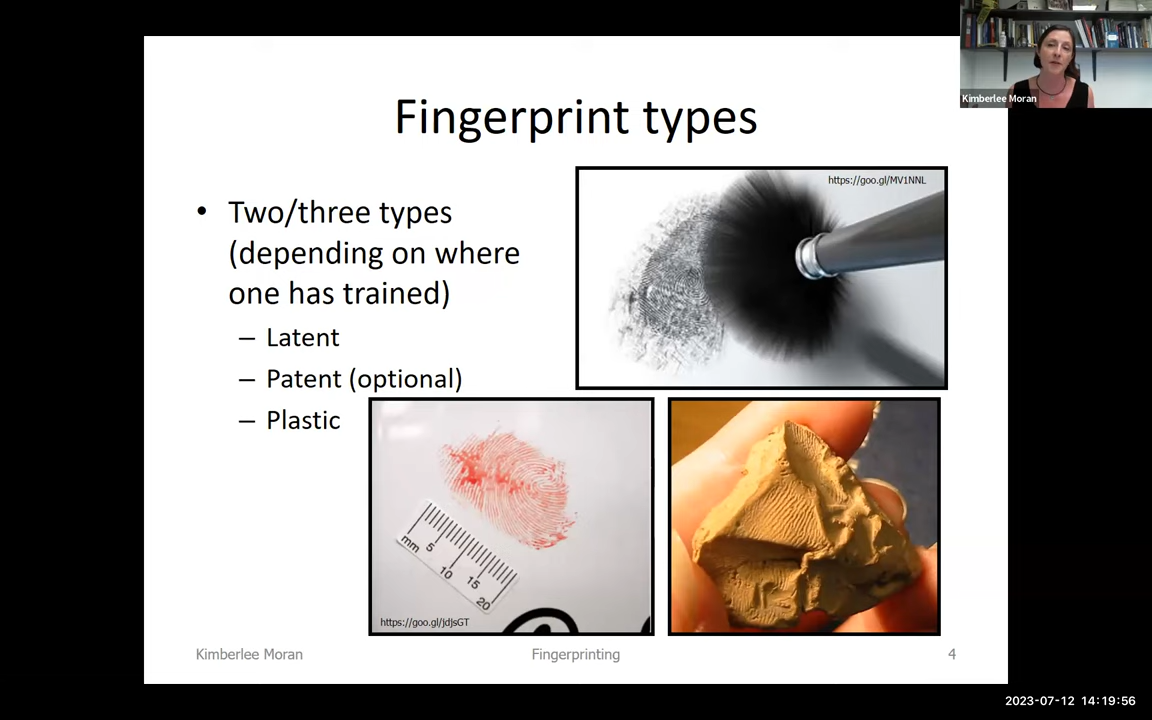 Kimberlee Moran
Fingerprint types
https://goo.gl/MV1NNL
• Two/three types
(depending on where
one has trained)
– Latent
– Patent (optional)
– Plastic
mm 5 10 15 20
https://goo.gl/jdjsGT
Kimberlee Moran
Fingerprinting
4
2023-07-12 14:19:56